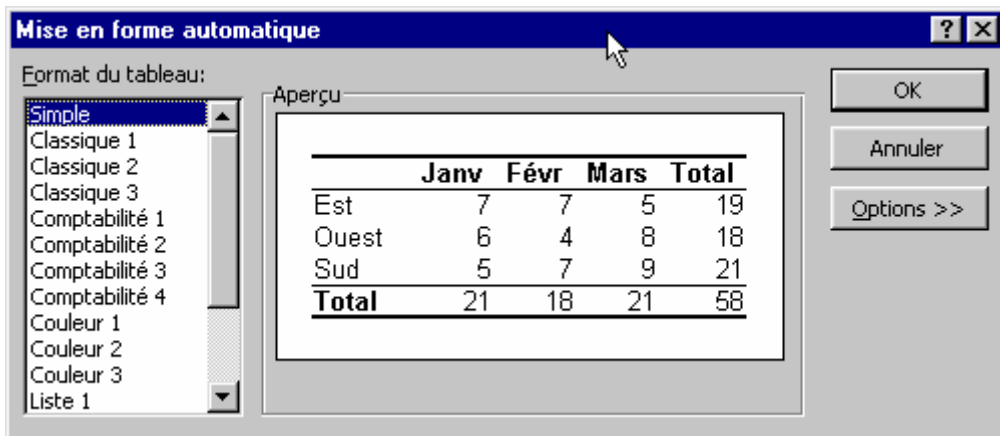 Mise en forme automatique
Format du tableau:
Simple
Classique 1
Classique 2
Classique 3
Comptabilité 1
Comptabilité 2
Comptabilité 3
Comptabilité 4
Couleur 1
Couleur 2
Couleur 3
Liste 1
Aperçu
Janv Févr Mars Total
Est 7 7 5 19
Ouest 6 4 8 18
Sud 5 7 9 21
Total 21 18 21 58
OK
Annuler
Options >>